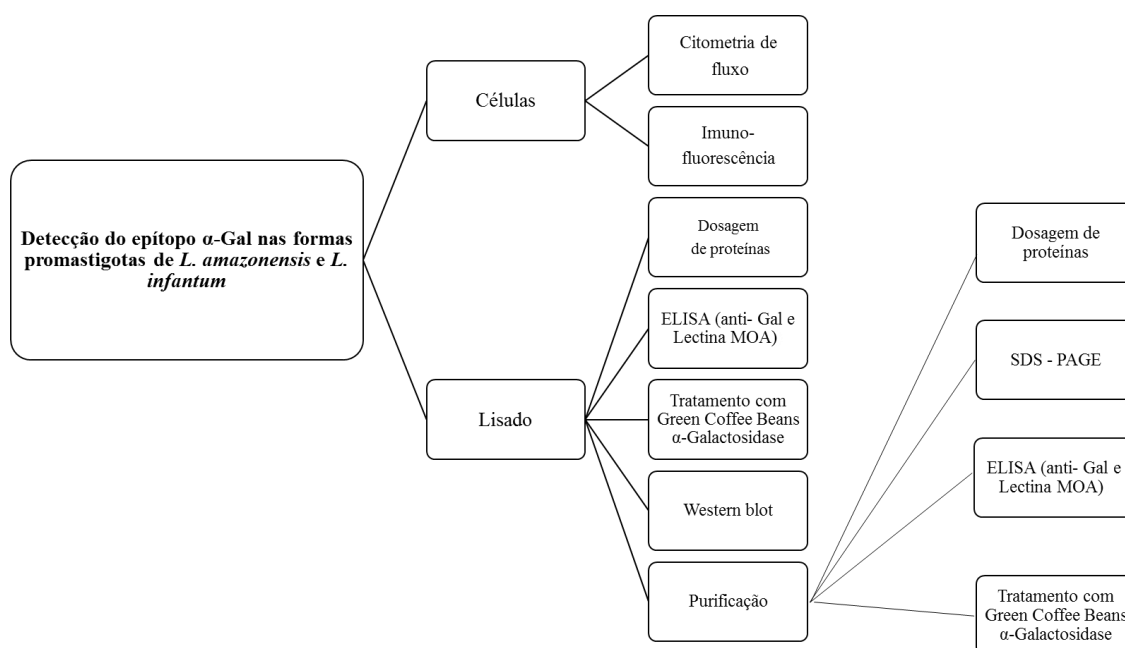 Detecção do epítopo α-Gal nas formas
promastigotas de L. amazonensis e L.
infantum
Células
Citometria de
fluxo
Imuno-
fluorescência
Lisado
Dosagem
de proteínas
ELISA (anti- Gal e
Lectina MOA)
Tratamento com
Green Coffee Beans
α-Galactosidase
Western blot
Purificação
Dosagem de
proteínas
SDS - PAGE
ELISA (anti- Gal e
Lectina MOA)
Tratamento com
Green Coffee Beans
α-Galactosidase